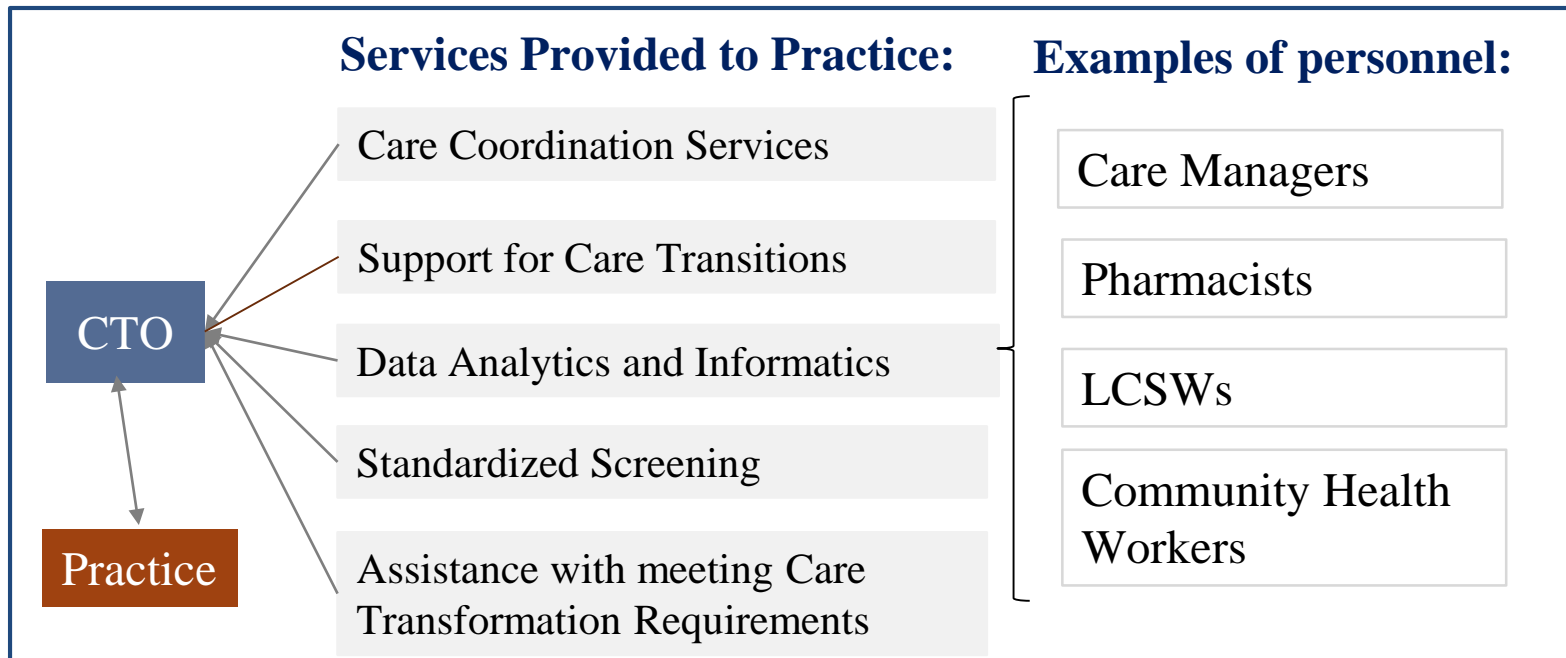 Services Provided to Practice:
Examples of personnel:
Care Coordination Services
Support for Care Transitions
Data Analytics and Informatics
Standardized Screening
Assistance with meeting Care
Transformation Requirements
CTO
Practice
Care Managers
Pharmacists
LCSWs
Community Health
Workers